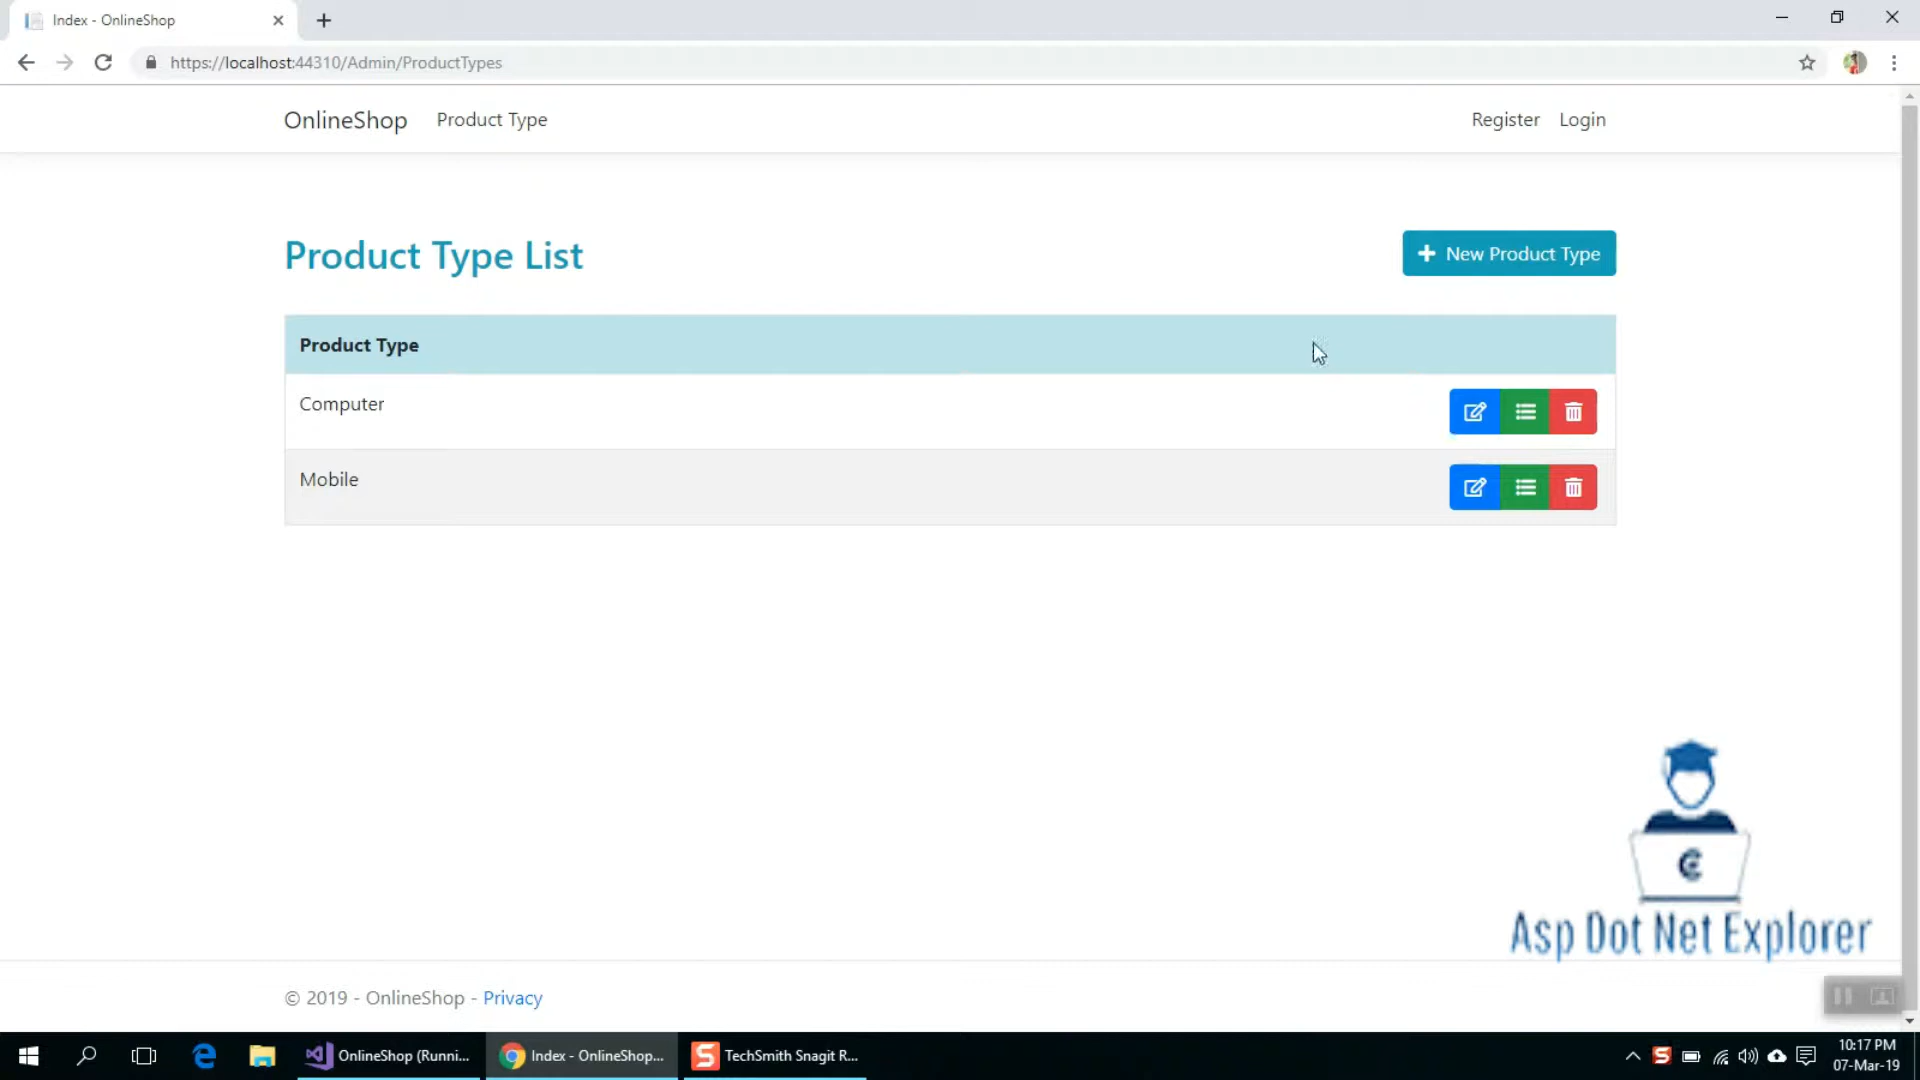 Index - OnlineShop
https://localhost:44310/Admin/ProductTypes
OnlineShop Product Type Register Login
Product Type List
New Product Type
Product Type
Computer
Mobile
Asp Dot Net Explorer
© 2019 - OnlineShop - Privacy
OnlineShop (Runni...
Index - OnlineShop...
TechSmith Snagit R...
10:17 PM
07-Mar-19